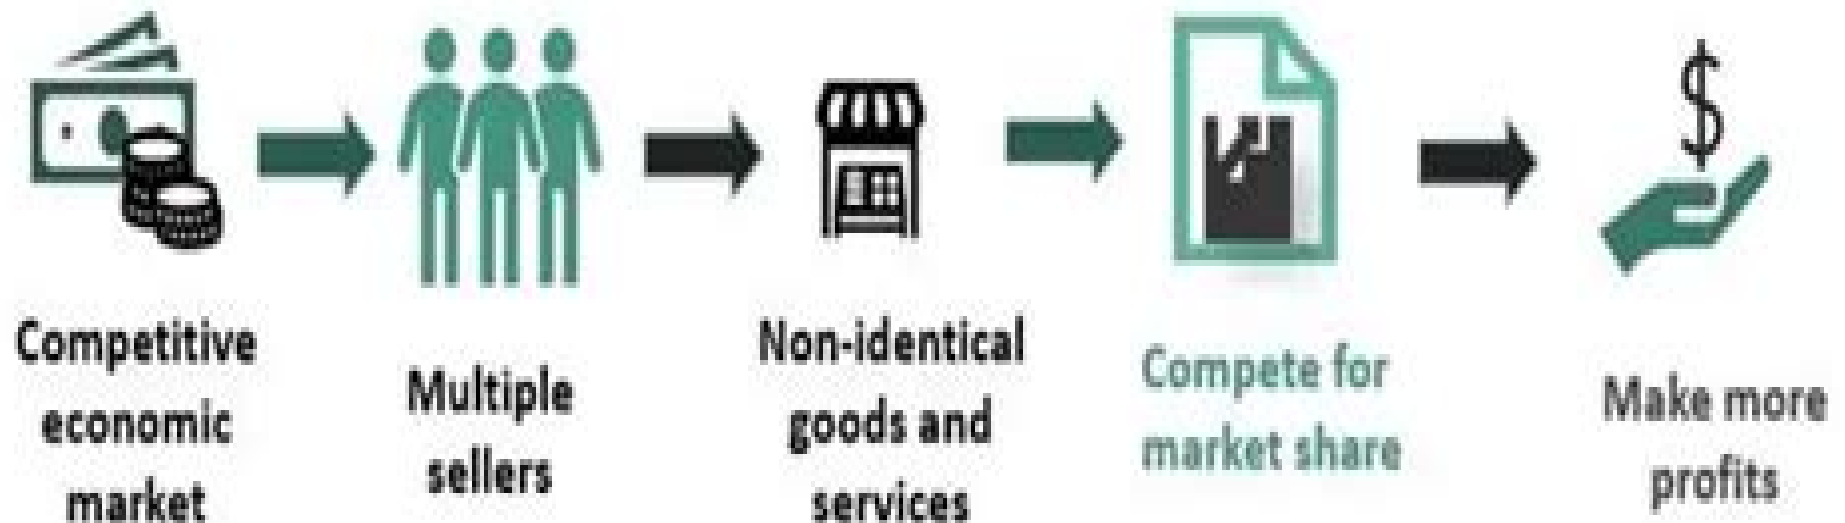 Competitive
economic
market
Multiple
sellers
Non-identical
goods and
services
Compete for
market share
$
Make more
profits